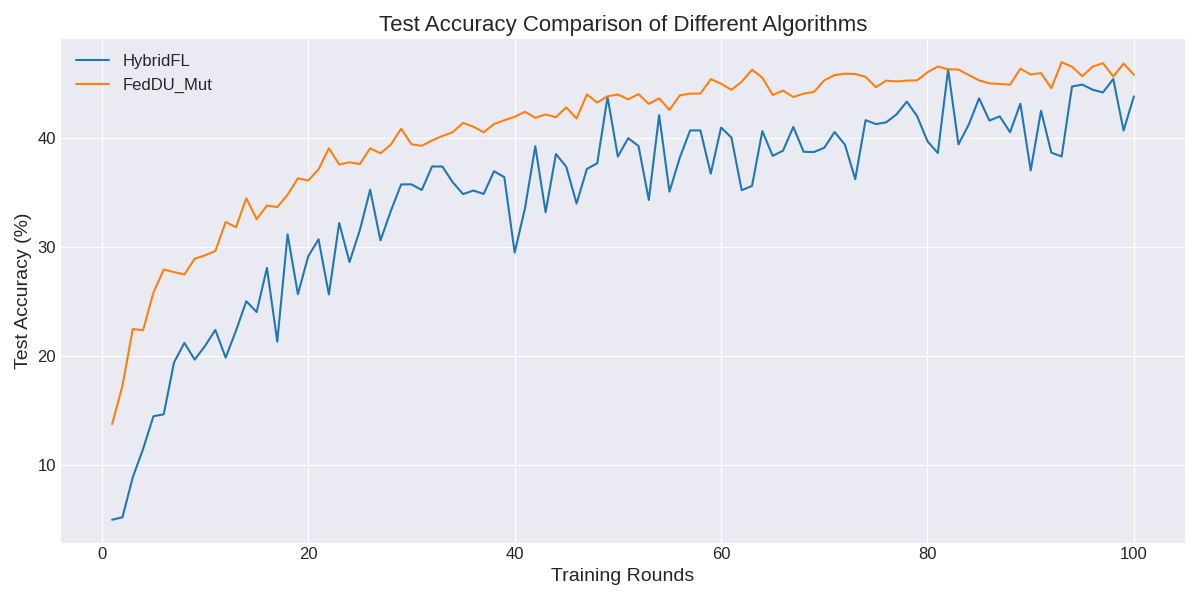 Test Accuracy Comparison of Different Algorithms
HybridFL
FedDU_Mut
Test Accuracy (%)
40
30
20
10
0 20 40 60 80 100
Training Rounds